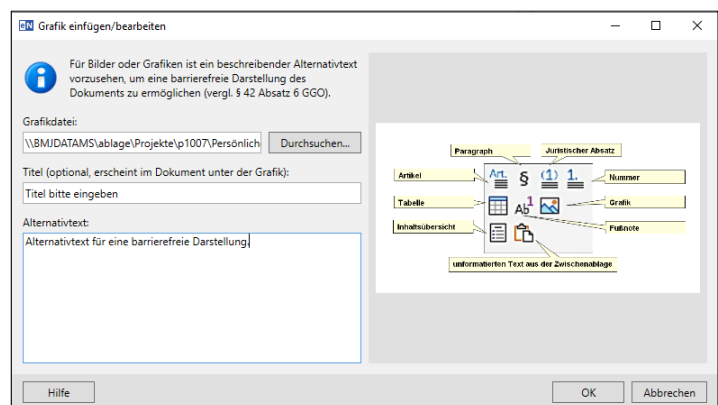 eN Grafik einfügen/bearbeiten
Für Bilder oder Grafiken ist ein beschreibender Alternativtext
vorzusehen, um eine barrierefreie Darstellung des
Dokuments zu ermöglichen (vergl. § 42 Absatz 6 GGO).
Grafikdatei:
\\BMJDATAMS\ablage\Projekte\p1007\Persönlich
Durchsuchen...
Titel (optional, erscheint im Dokument unter der Grafik):
Titel bitte eingeben
Alternativtext:
Alternativtext für eine barrierefreie Darstellung.
Paragraph
Juristischer Absatz
Artikel
Art.
§
(1)
1.
Nummer
Tabelle
Ab1
Grafik
Inhaltsübersicht
Fußnote
unformatierten Text aus der Zwischenablage
Hilfe
OK
Abbrechen